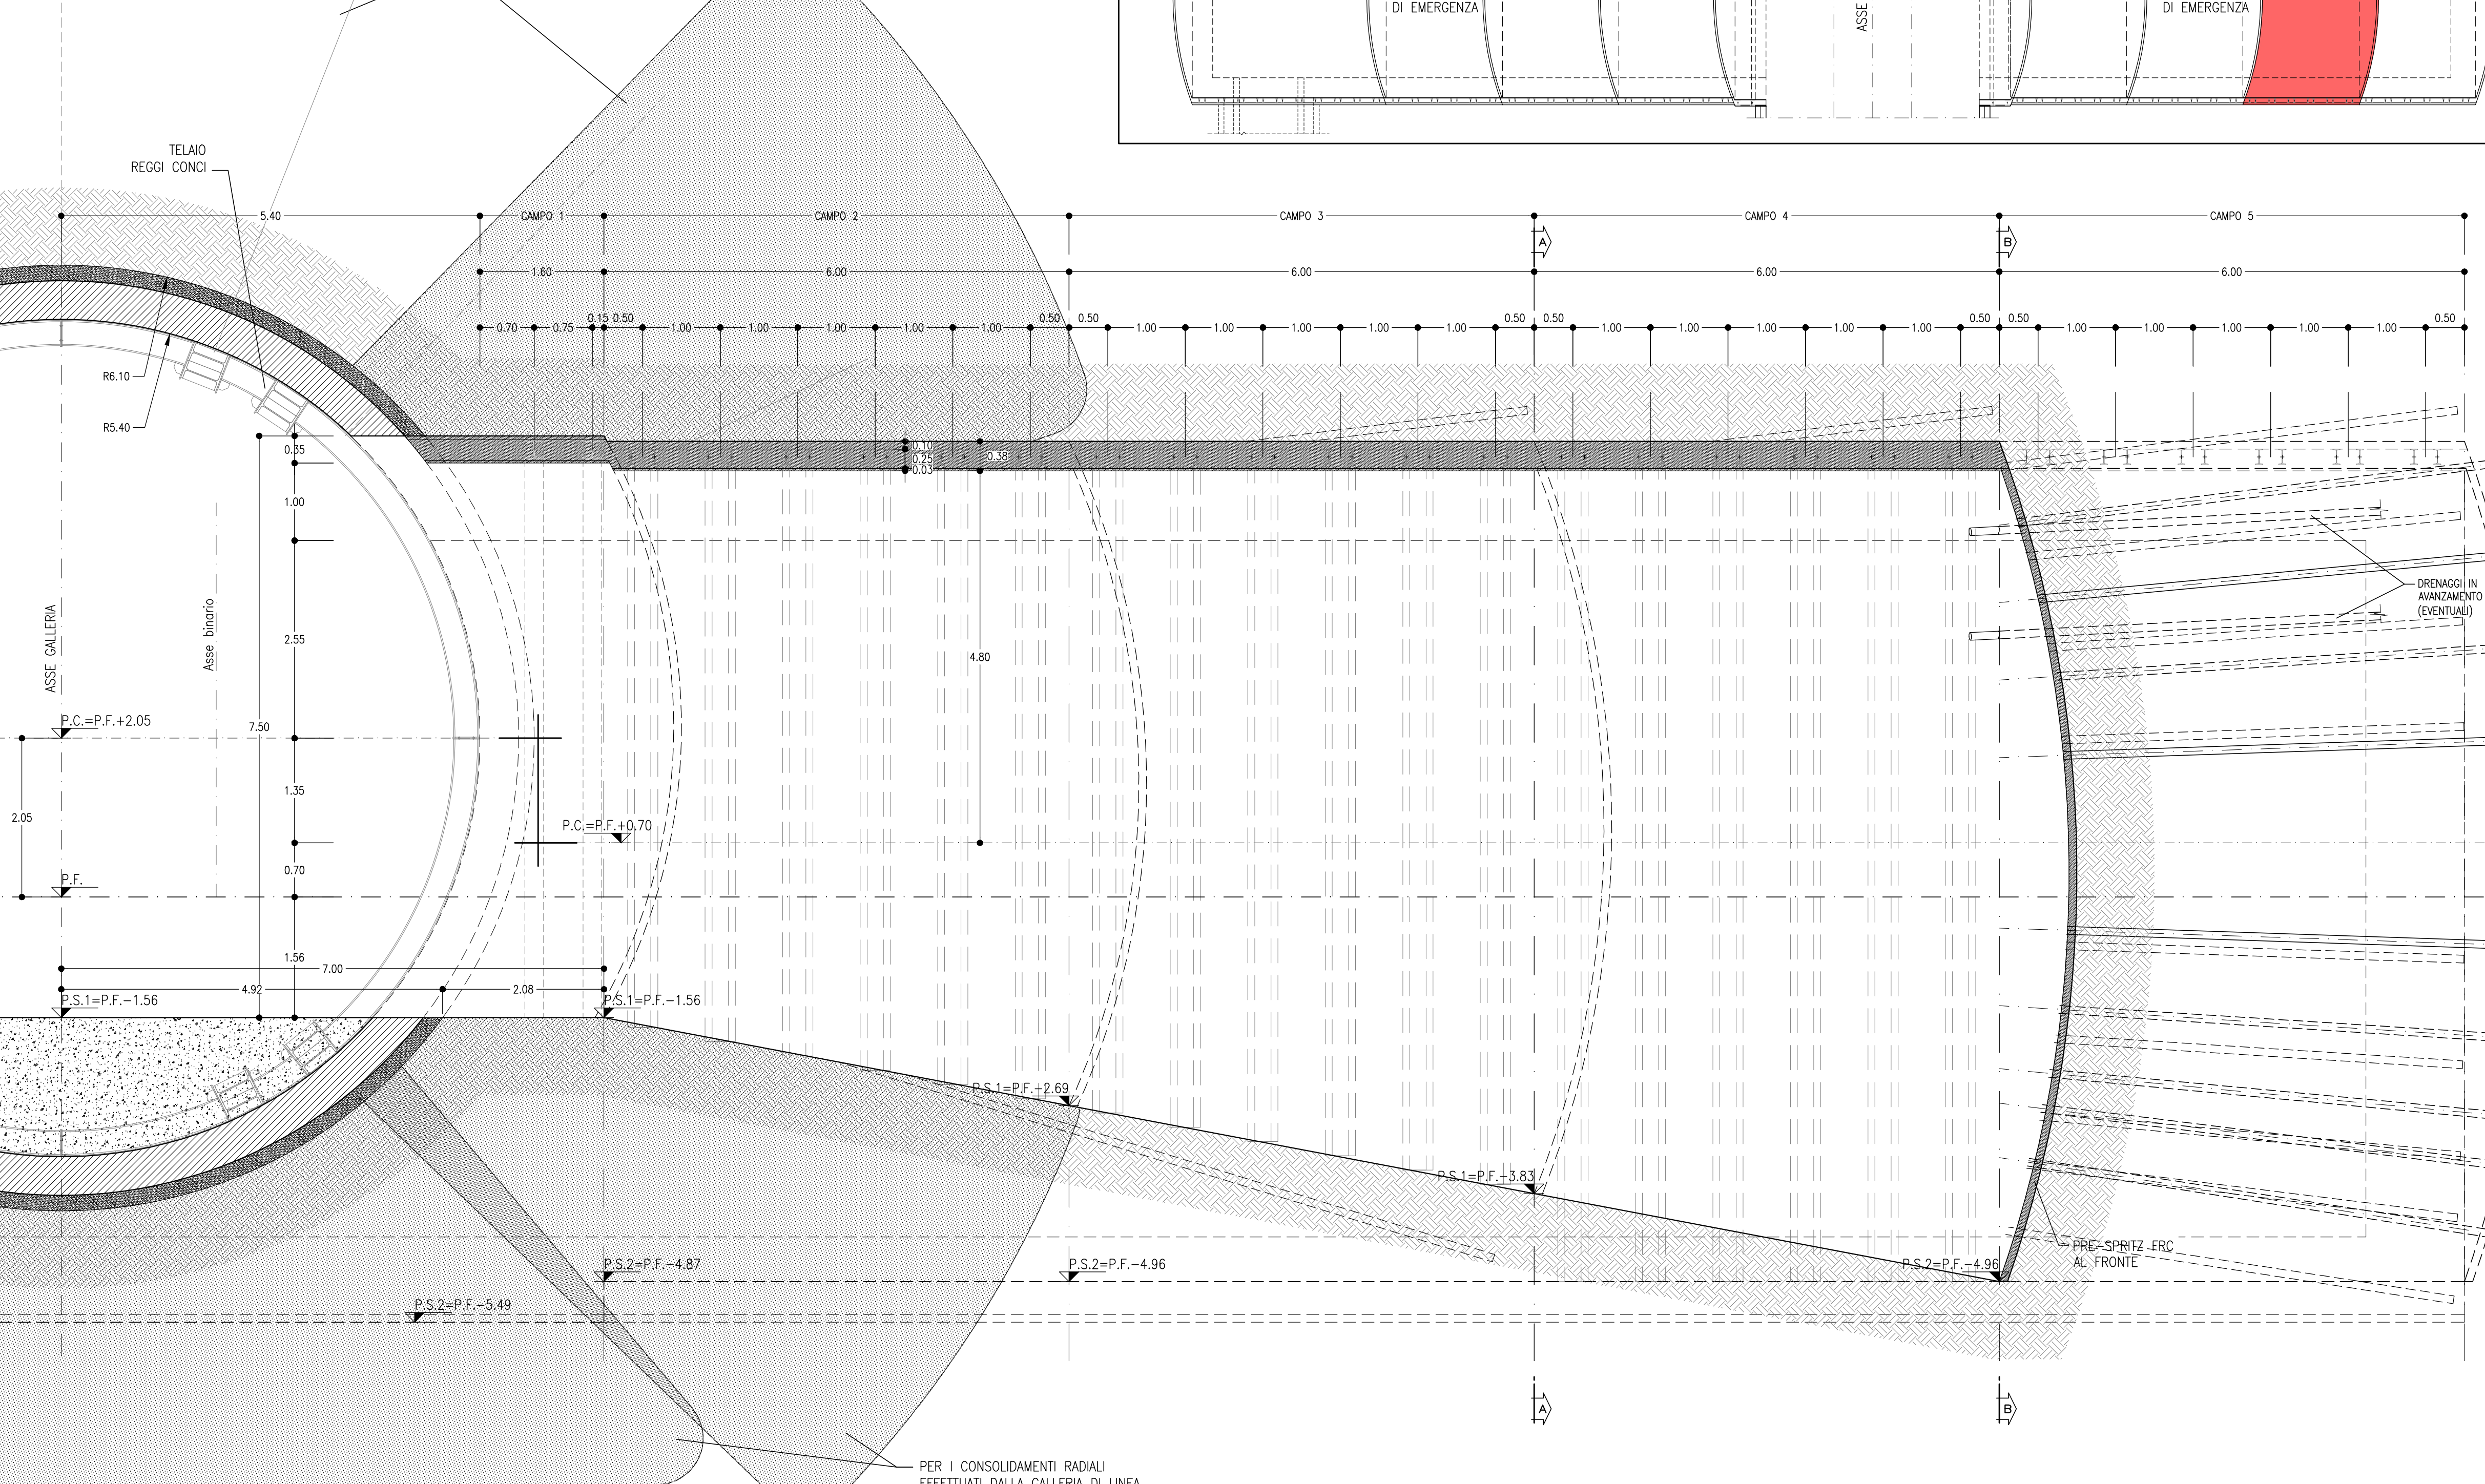 DI EMERGENZA
ASSE
DI EMERGENZA
TELAIO
REGGI CONCI
5.40
CAMPO 1
CAMPO 2
CAMPO 3
CAMPO 4
CAMPO 5
A
B
1.60
6.00
6.00
6.00
6.00
0.70
0.75
0.15
0.50
1.00
1.00
1.00
1.00
1.00
0.50
0.50
1.00
1.00
1.00
1.00
1.00
0.50
0.50
1.00
1.00
1.00
1.00
1.00
0.50
0.50
1.00
1.00
1.00
1.00
1.00
0.50
R6.10
R5.40
0.35
0.10
0.25
0.03
0.38
1.00
DRENAGGI IN
AVANZAMENTO
(EVENTUALI)
ASSE GALLERIA
Asse binario
2.55
4.80
7.50
P.C.=P.F.+2.05
1.35
2.05
P.C.=P.F.+0.70
0.70
P.F.
1.56
7.00
4.92
2.08
P.S.1=P.F.-1.56
P.S.1=P.F.-1.56
P.S.1=P.F.-2.69
P.S.1=P.F.-3.83
PRE-SPRITZ FRC
AL FRONTE
P.S.2=P.F.-4.87
P.S.2=P.F.-4.96
P.S.2=P.F.-4.96
P.S.2=P.F.-5.49
A
B
PER I CONSOLIDAMENTI RADIALI
EFFETTUATI DALLA GALLERIA DI LINEA